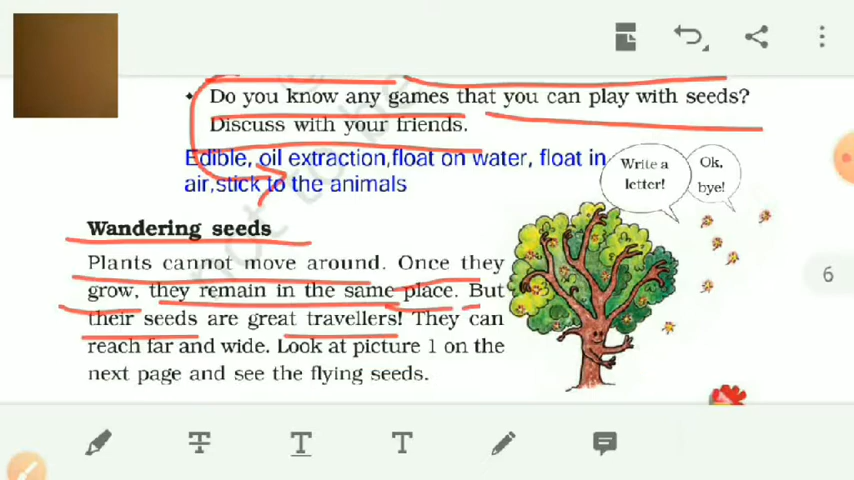 • Do you know any games that you can play with seeds?
Discuss with your friends.
Edible, oil extraction,float on water, float in
air,stick to the animals
Write a
letter!
Ok,
bye!
Wandering seeds
Plants cannot move around. Once they
grow, they remain in the same place. But
their seeds are great travellers! They can
reach far and wide. Look at picture 1 on the
next page and see the flying seeds.
6
T
T
T